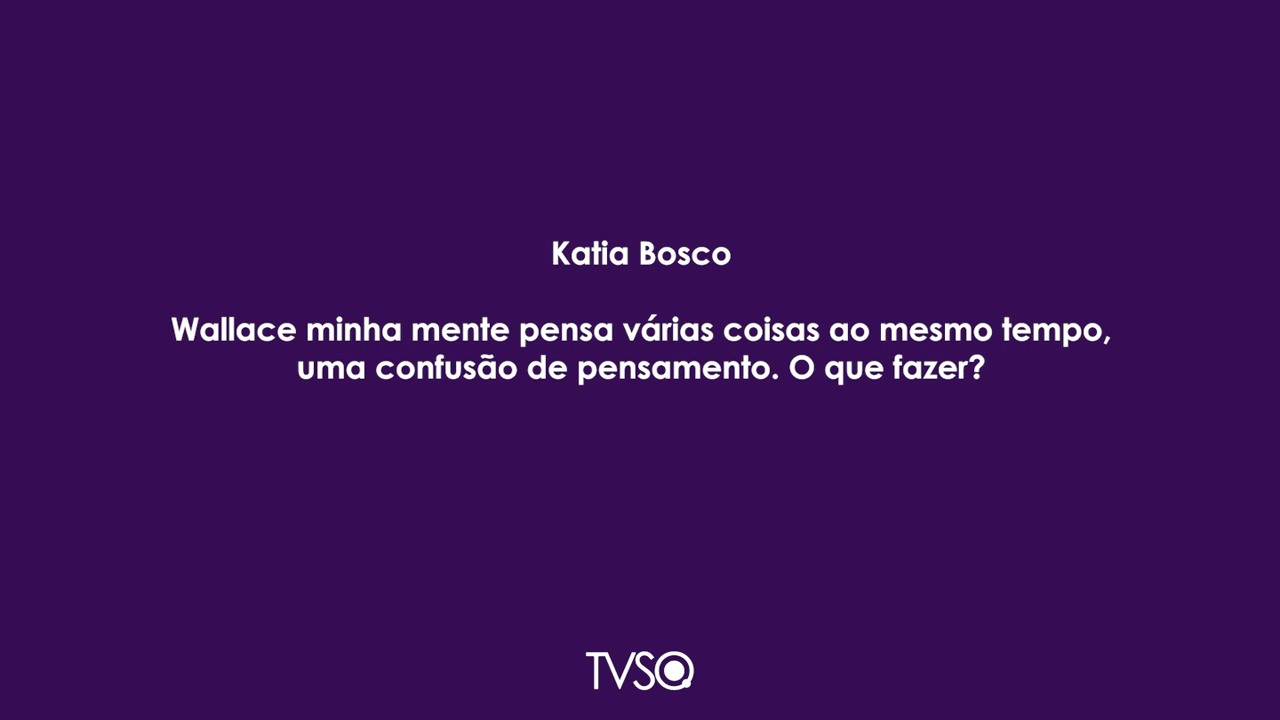 Katia Bosco
Wallace minha mente pensa várias coisas ao mesmo tempo,
uma confusão de pensamento. O que fazer?
TVSQ